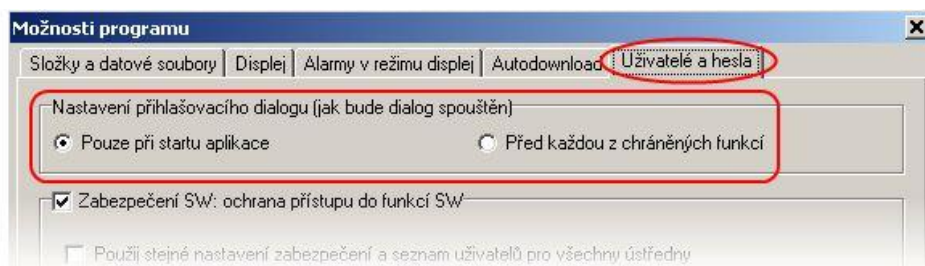 Možnosti programu
Složky a datové soubory Displej Alarmy v režimu displej Autodownload Uživatelé a hesla
Nastavení přihlašovacího dialogu (jak bude dialog spouštěn)
Pouze při startu aplikace Před každou z chráněných funkcí
Zabezpečení SW: ochrana přístupu do funkcí SW
Použij stejné nastavení zabezpečení a seznam uživatelů pro všechny ústředny